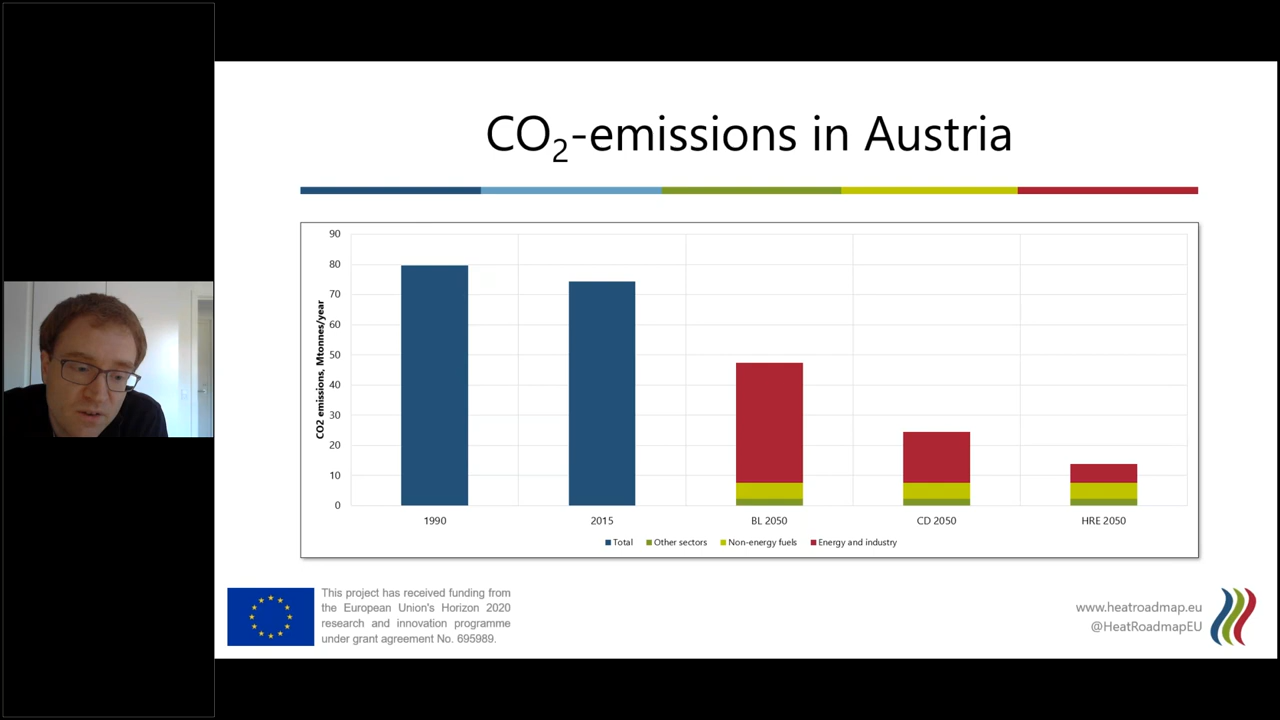 CO2-emissions in Austria
90
80
70
60
50
40
30
20
10
0
CO2 emissions, Mtonnes/year
1990 2015 BL 2050 CD 2050 HRE 2050
Total Other sectors Non-energy fuels Energy and industry
This project has received funding from
the European Union's Horizon 2020
research and innovation programme
under grant agreement No. 695989.
www.heatroadmap.eu
@HeatRoadmapEU